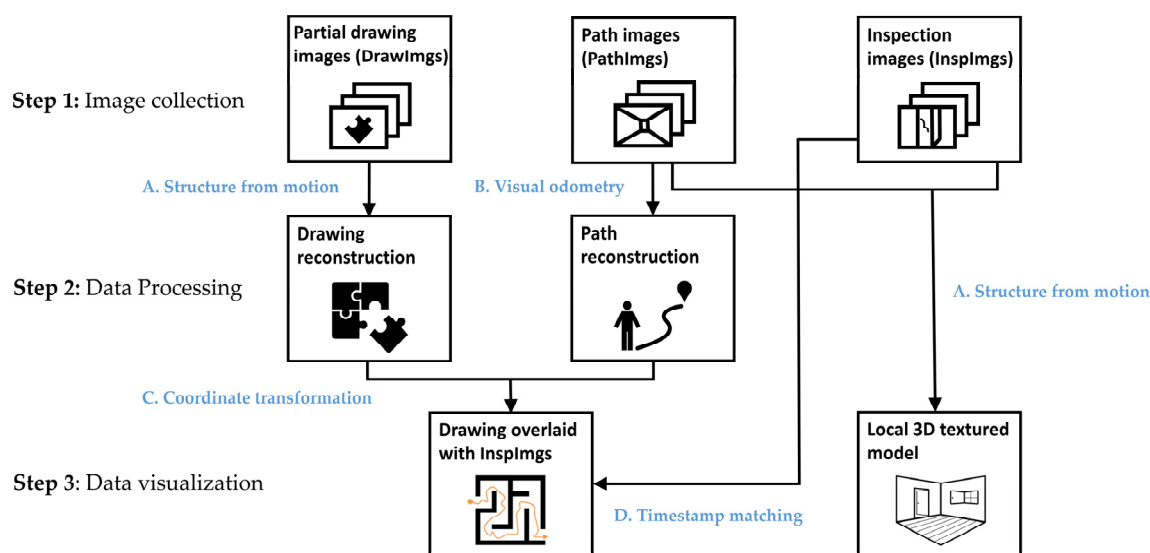 Partial drawing
images (DrawImgs)
Path images
(PathImgs)
Inspection
images (InspImgs)
Step 1: Image collection
A. Structure from motion
B. Visual odometry
Drawing
reconstruction
Path
reconstruction
Step 2: Data Processing
A. Structure from motion
C. Coordinate transformation
Drawing overlaid
with InspImgs
Local 3D textured
model
Step 3: Data visualization
D. Timestamp matching